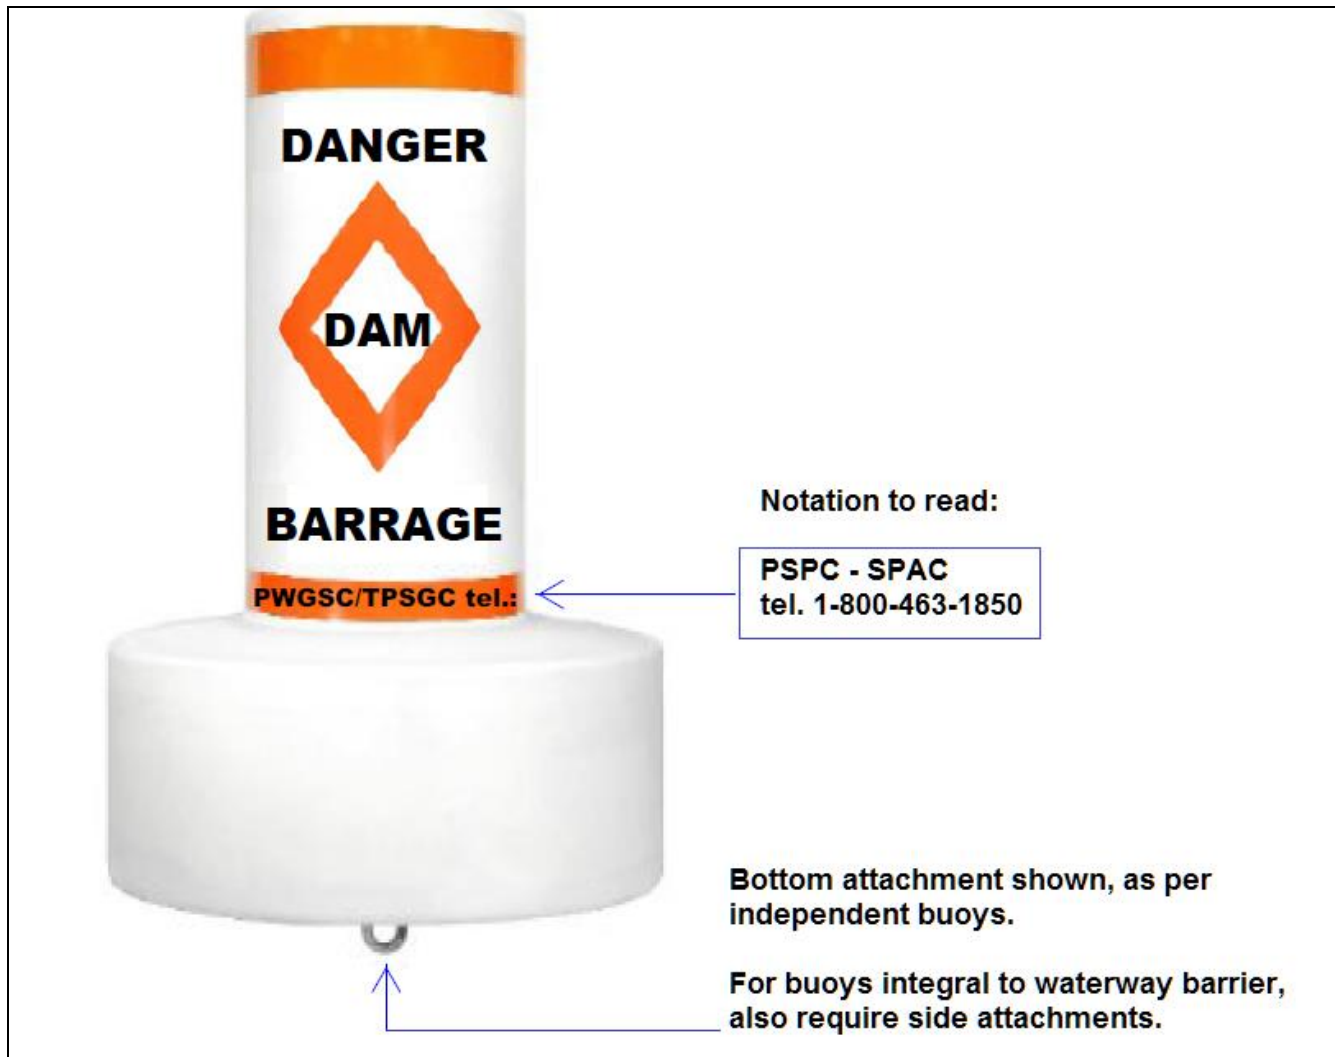 DANGER
DAM
BARRAGE
PWGSC/TPSGC tel.:
Notation to read:
PSPC - SPAC
tel. 1-800-463-1850
Bottom attachment shown, as per
independent buoys.
For buoys integral to waterway barrier,
also require side attachments.